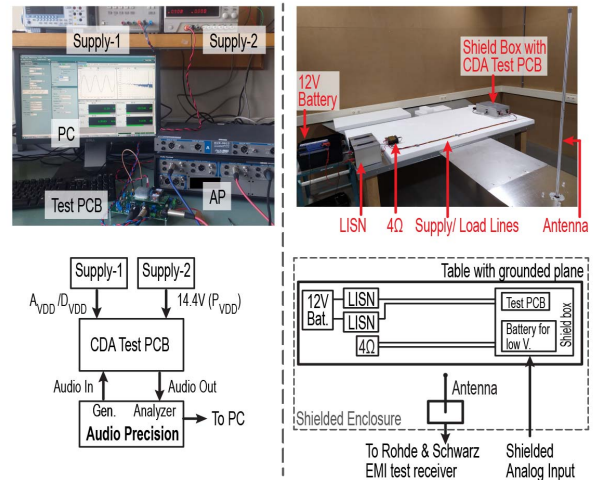 Supply-1
Supply-2
PC
Test PCB
AP
Shield Box with
CDA Test PCB
12V
Battery
LISN
4Ω
Supply/ Load Lines
Antenna
Supply-1
Supply-2
A_VDD /D_VDD
14.4V (P_VDD)
CDA Test PCB
Audio In
Audio Out
Gen.
Analyzer
Audio Precision
To PC
Table with grounded plane
12V
Bat.
LISN
LISN
4Ω
Test PCB
Battery for
low V.
Shield box
Antenna
Shielded Enclosure
To Rohde & Schwarz
EMI test receiver
Shielded
Analog Input